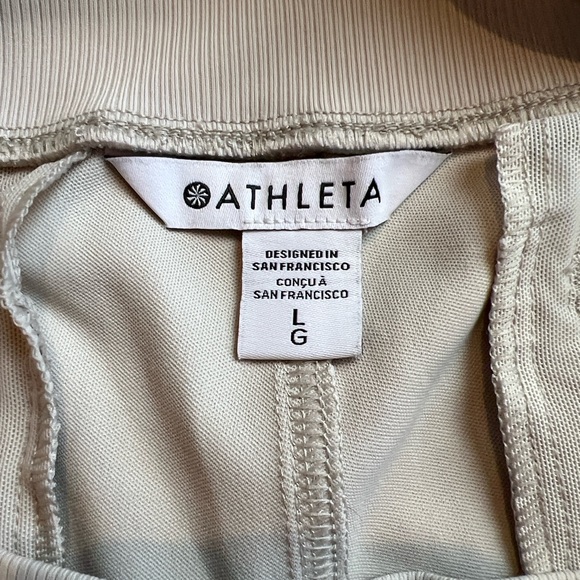 ATHLETA
DESIGNED IN
SAN FRANCISCO
CONÇU À
SAN FRANCISCO
L
G